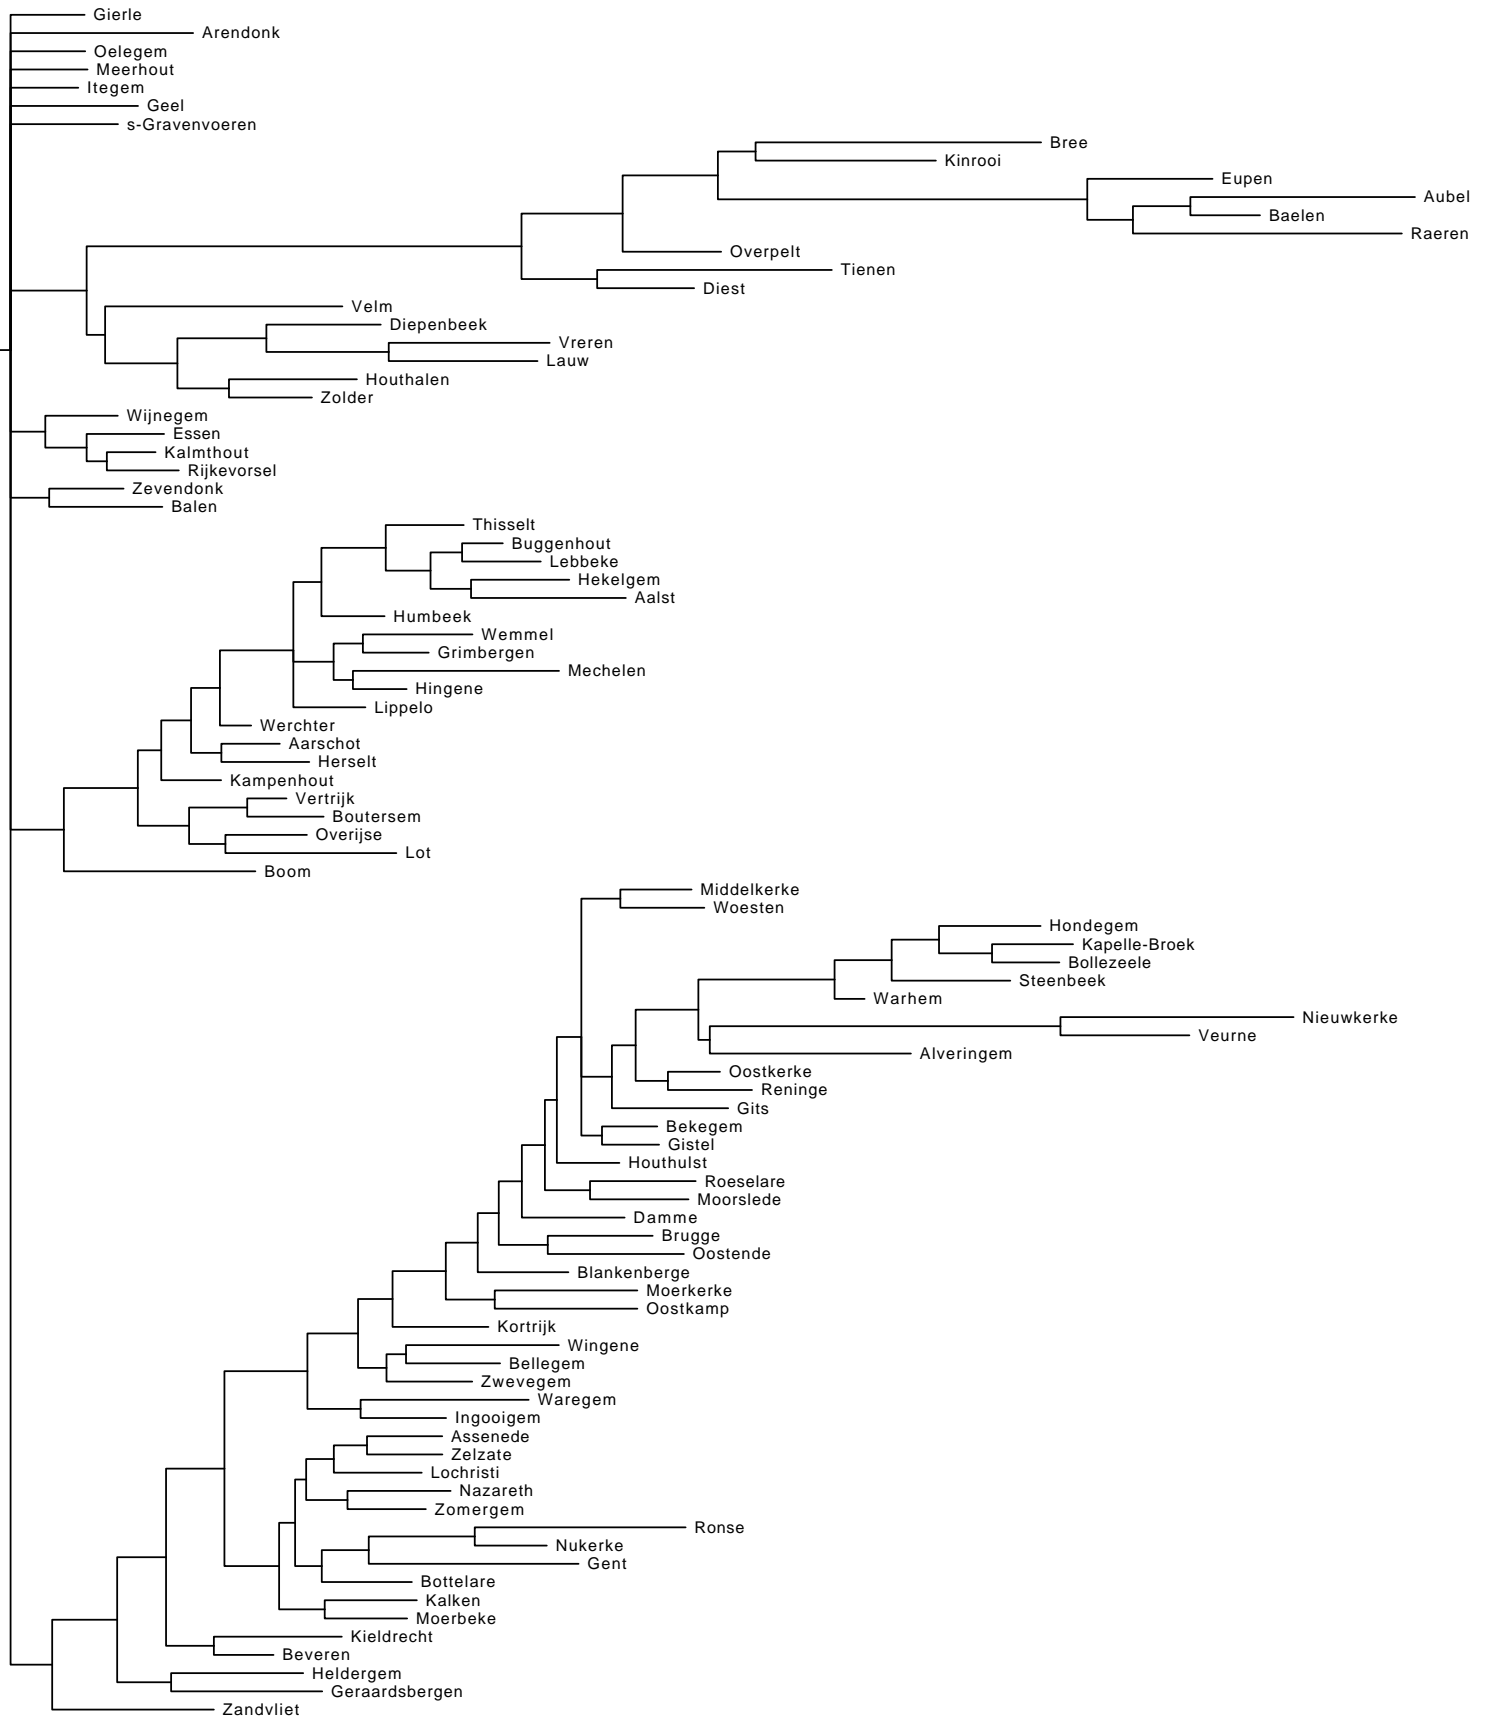 Gierle
Arendonk
Oelegem
Meerhout
Itegem
Geel
s-Gravenvoeren
Bree
Kinrooi
Eupen
Aubel
Baelen
Raeren
Overpelt
Tienen
Diest
Velm
Diepenbeek
Vreren
Lauw
Houthalen
Zolder
Wijnegem
Essen
Kalmthout
Rijkevorsel
Zevendonk
Balen
Thisselt
Buggenhout
Lebbeke
Hekelgem
Aalst
Humbeek
Wemmel
Grimbergen
Mechelen
Hingene
Lippelo
Werchter
Aarschot
Herselt
Kampenhout
Vertrijk
Boutersem
Overijse
Lot
Boom
Middelkerke
Woesten
Hondegem
Kapelle-Broek
Bollezeele
Steenbeek
Warhem
Nieuwkerke
Veurne
Alveringem
Oostkerke
Reninge
Gits
Bekegem
Gistel
Houthulst
Roeselare
Moorslede
Damme
Brugge
Oostende
Blankenberge
Moerkerke
Oostkamp
Kortrijk
Wingene
Bellegem
Zwevegem
Waregem
Ingooigem
Assenede
Zelzate
Lochristi
Nazareth
Zomergem
Ronse
Nukerke
Gent
Bottelare
Kalken
Moerbeke
Kieldrecht
Beveren
Heldergem
Geraardsbergen
Zandvliet